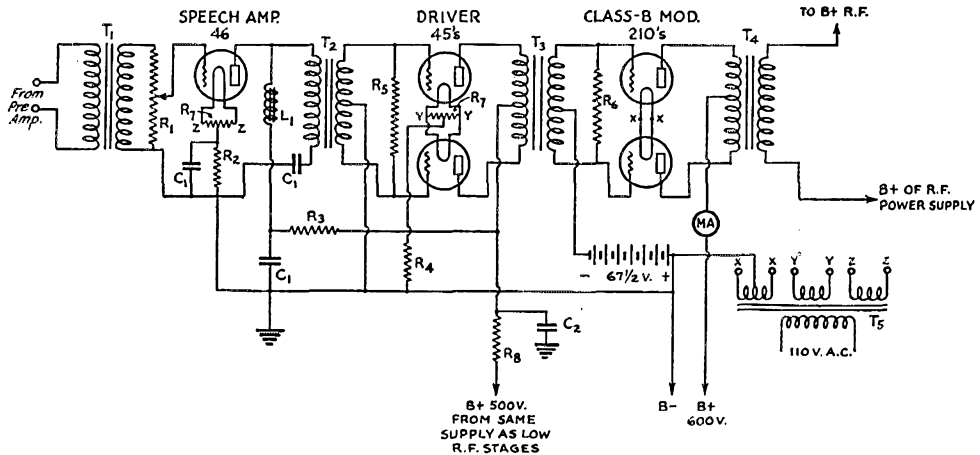 SPEECH AMP.
46
DRIVER
45's
CLASS-B MOD.
210's
TO B+ R.F.
T1
T2
T3
T4
From
Pre
Amp.
R1
R7
Z Z
L1
R5
R7
Y Y
R6
X X
C1
R2
C1
R3
R4
C1
MA
B+ OF R.F.
POWER SUPPLY
- 67½ V. +
X X Y Y Z Z
T5
110 V. A.C.
R8
C2
B+ 500V.
FROM SAME
SUPPLY AS LOW
R.F. STAGES
B-
B+
600V.